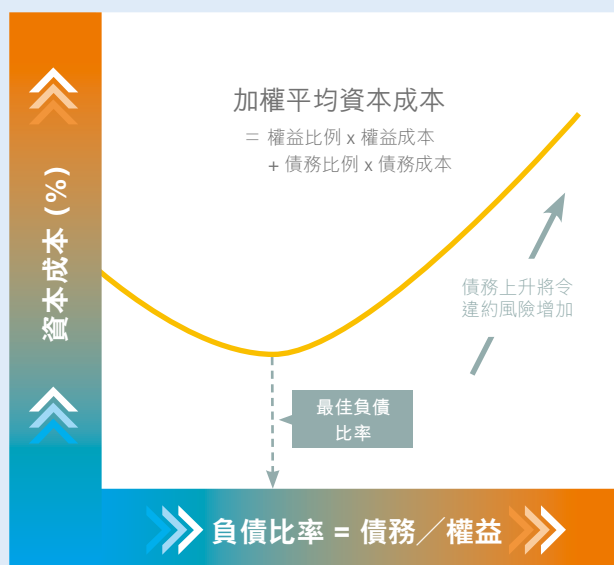 加權平均資本成本
= 權益比例 x 權益成本
+ 債務比例 x 債務成本
資本成本 (%)
債務上升將令
違約風險增加
最佳負債
比率
負債比率 = 債務／權益